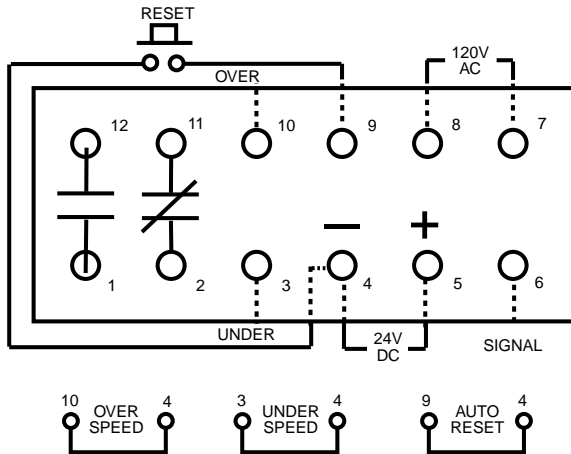 RESET
OVER
120V
AC
12
11
10
9
8
7
− +
1
2
3
4
5
6
UNDER
24V
DC
SIGNAL
10 OVER SPEED 4
3 UNDER SPEED 4
9 AUTO RESET 4